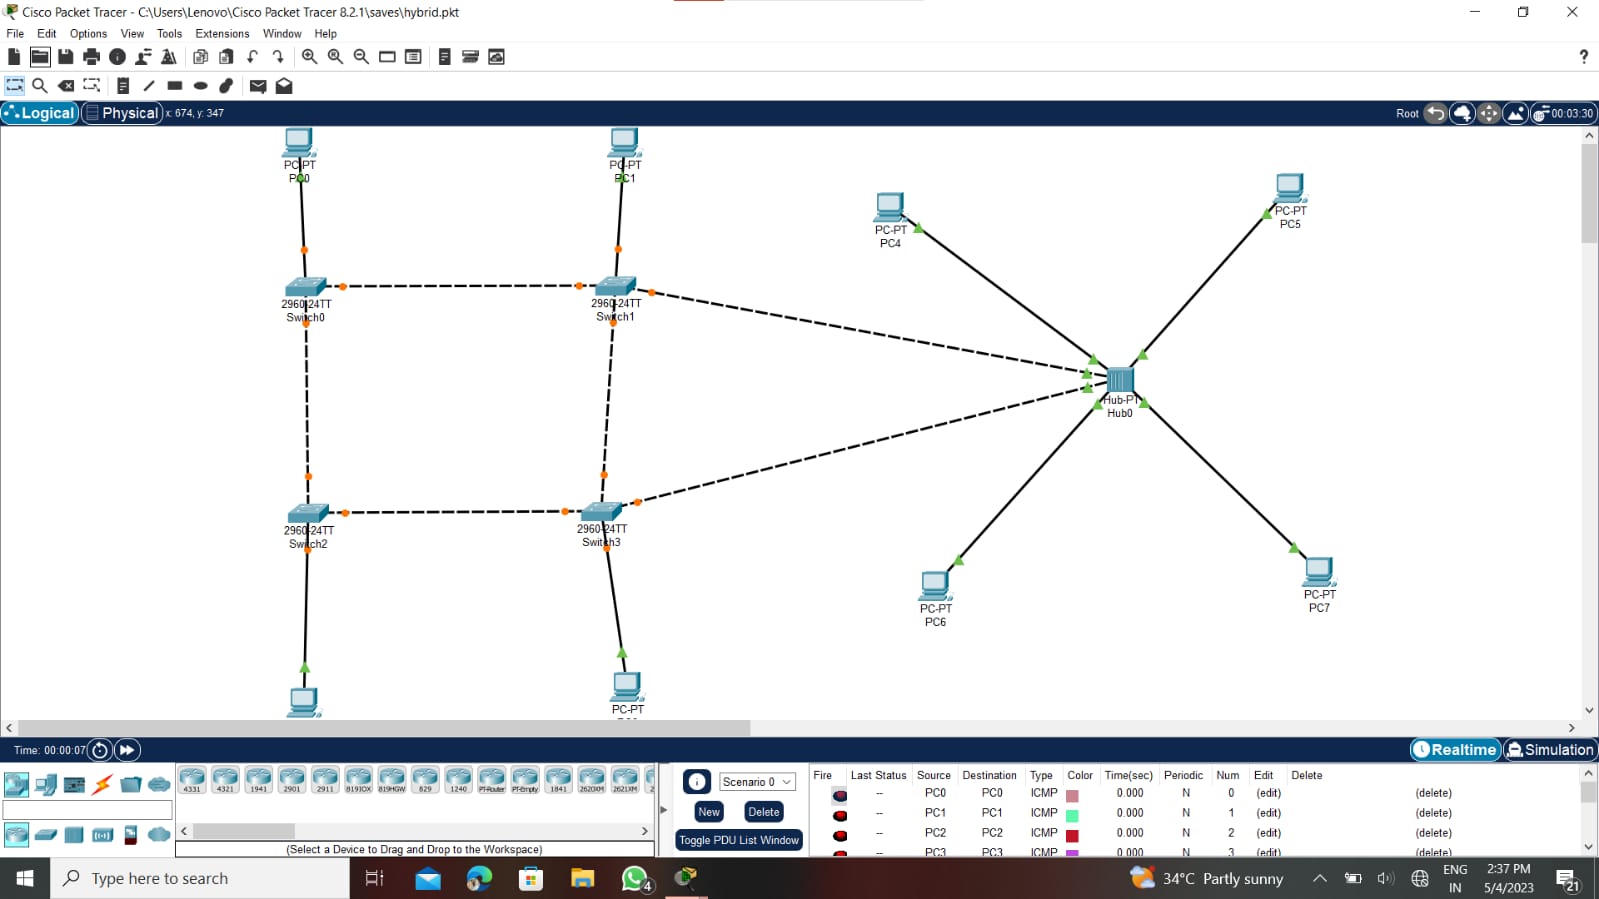 Cisco Packet Tracer - C:\Users\Lenovo\Cisco Packet Tracer 8.2.1\saves\hybrid.pkt
File Edit Options View Tools Extensions Window Help
?
Logical Physical x: 674, y: 347 Root 00:03:30
PC-PT
PC0
PC-PT
PC1
PC-PT
PC4
PC-PT
PC5
2960-24TT
Switch0
2960-24TT
Switch1
Hub-PT
Hub0
2960-24TT
Switch2
2960-24TT
Switch3
PC-PT
PC6
PC-PT
PC7
PC-PT
Time: 00:00:07 Realtime Simulation
4331 4321 1941 2901 2911 819IOX 819HGW 829 1240 PT-Router PT-Empty 1841 2620XM 2621XM 2
(Select a Device to Drag and Drop to the Workspace)
Scenario 0
New Delete
Toggle PDU List Window
Fire Last Status Source Destination Type Color Time(sec) Periodic Num Edit Delete
-- PC0 PC0 ICMP 0.000 N 0 (edit) (delete)
-- PC1 PC1 ICMP 0.000 N 1 (edit) (delete)
-- PC2 PC2 ICMP 0.000 N 2 (edit) (delete)
-- PC3 PC3 ICMP 0.000 N 3 (edit) (delete)
Type here to search
4
34°C Partly sunny
ENG
IN
2:37 PM
5/4/2023
21